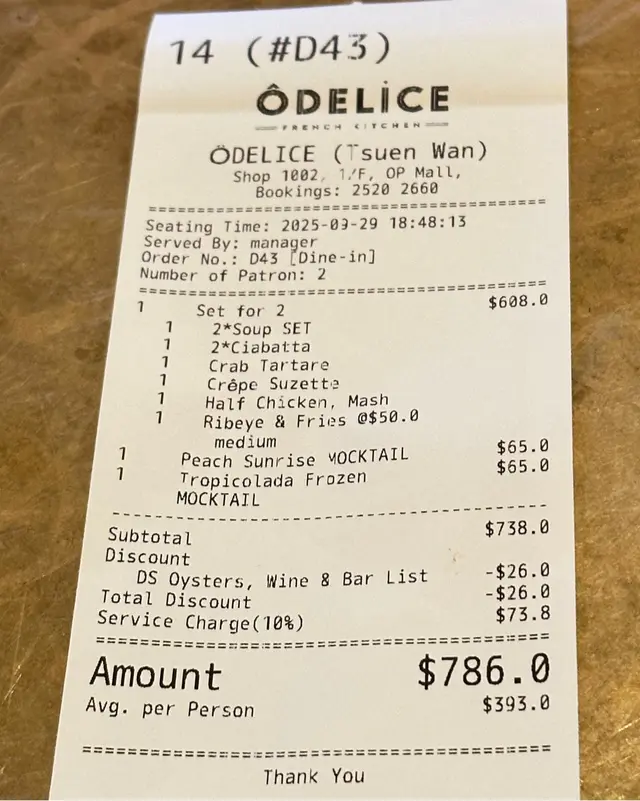 14 (#D43)
ÔDELİCE
FRENCH KITCHEN
ÔDELICE (Tsuen Wan)
Shop 1002, 1/F, OP Mall,
Bookings: 2520 2660
Seating Time: 2025-09-29 18:48:13
Served By: manager
Order No.: D43 [Dine-in]
Number of Patron: 2
1 Set for 2 $608.0
1 2*Soup SET
1 2*Ciabatta
1 Crab Tartare
1 Crêpe Suzette
1 Half Chicken, Mash
1 Ribeye & Fries @$50.0
medium
1 Peach Sunrise MOCKTAIL $65.0
1 Tropicolada Frozen $65.0
MOCKTAIL
Subtotal $738.0
Discount
DS Oysters, Wine & Bar List -$26.0
Total Discount -$26.0
Service Charge(10%) $73.8
Amount $786.0
Avg. per Person $393.0
Thank You